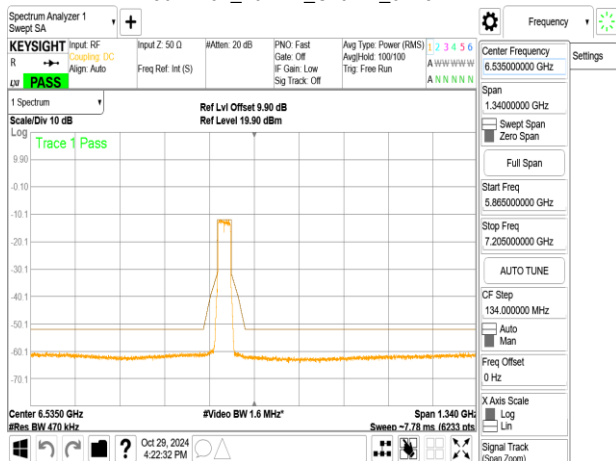 Spectrum Analyzer 1
Swept SA
Frequency
Settings
KEYSIGHT
R
LXI
PASS
Input: RF
Coupling: DC
Align: Auto
Input Z: 50 Ω
Freq Ref: Int (S)
#Atten: 20 dB
PNO: Fast
Gate: Off
IF Gain: Low
Sig Track: Off
Avg Type: Power (RMS)
Avg|Hold: 100/100
Trig: Free Run
1 2 3 4 5 6
A W W W W W
A N N N N N
1 Spectrum
Scale/Div 10 dB
Ref Lvl Offset 9.90 dB
Ref Level 19.90 dBm
Log
Trace 1 Pass
9.90
-0.10
-10.1
-20.1
-30.1
-40.1
-50.1
-60.1
-70.1
Center 6.5350 GHz
#Res BW 470 kHz
#Video BW 1.6 MHz*
Span 1.340 GHz
Sweep ~7.78 ms (6233 pts
Oct 29, 2024
4:22:32 PM
Center Frequency
6.535000000 GHz
Span
1.34000000 GHz
Swept Span
Zero Span
Full Span
Start Freq
5.865000000 GHz
Stop Freq
7.205000000 GHz
AUTO TUNE
CF Step
134.000000 MHz
Auto
Man
Freq Offset
0 Hz
X Axis Scale
Log
Lin
Signal Track
(Span Zoom)